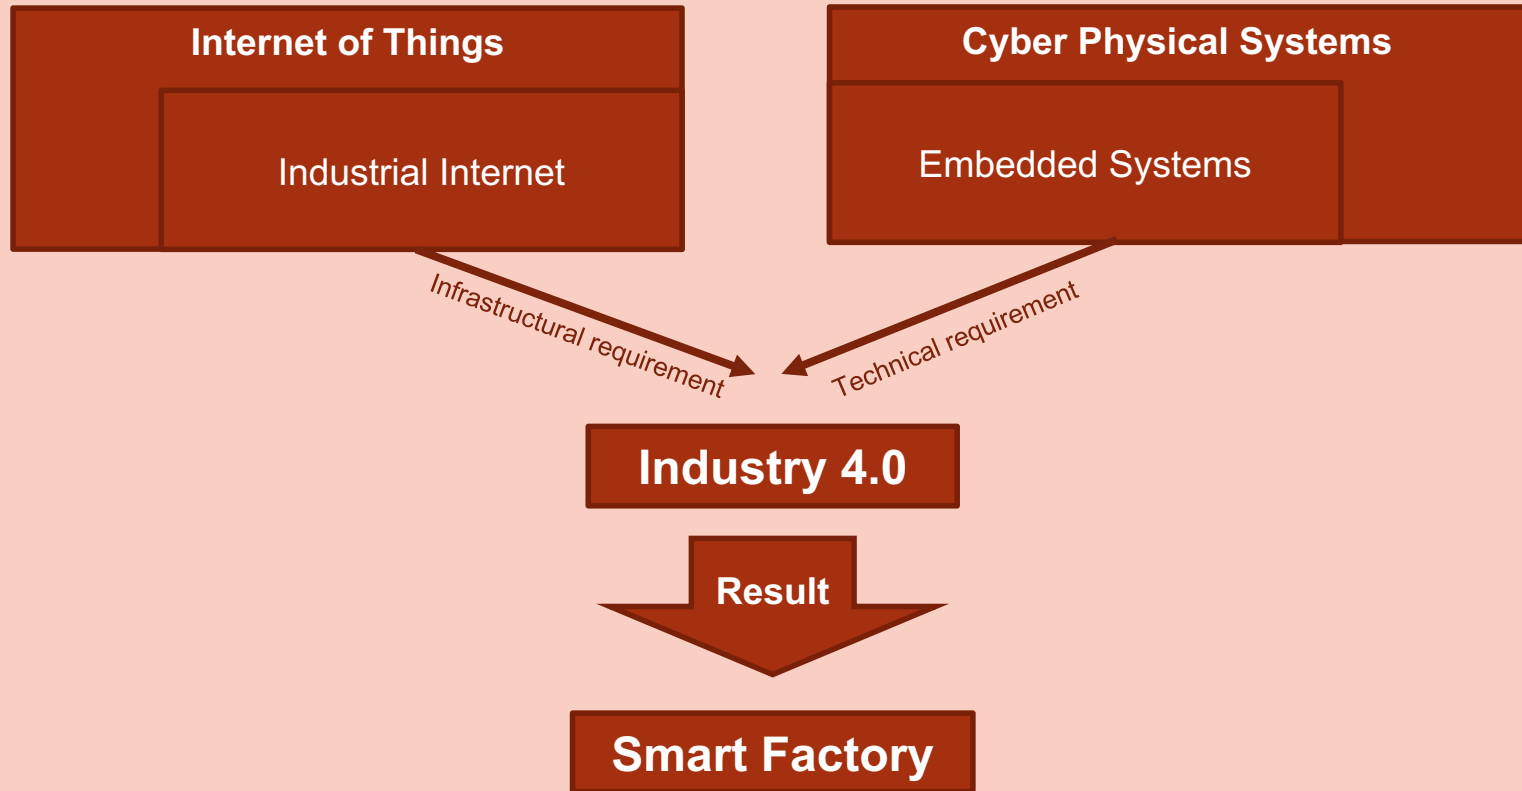 Internet of Things
Industrial Internet
Cyber Physical Systems
Embedded Systems
Infrastructural requirement
Technical requirement
Industry 4.0
Result
Smart Factory